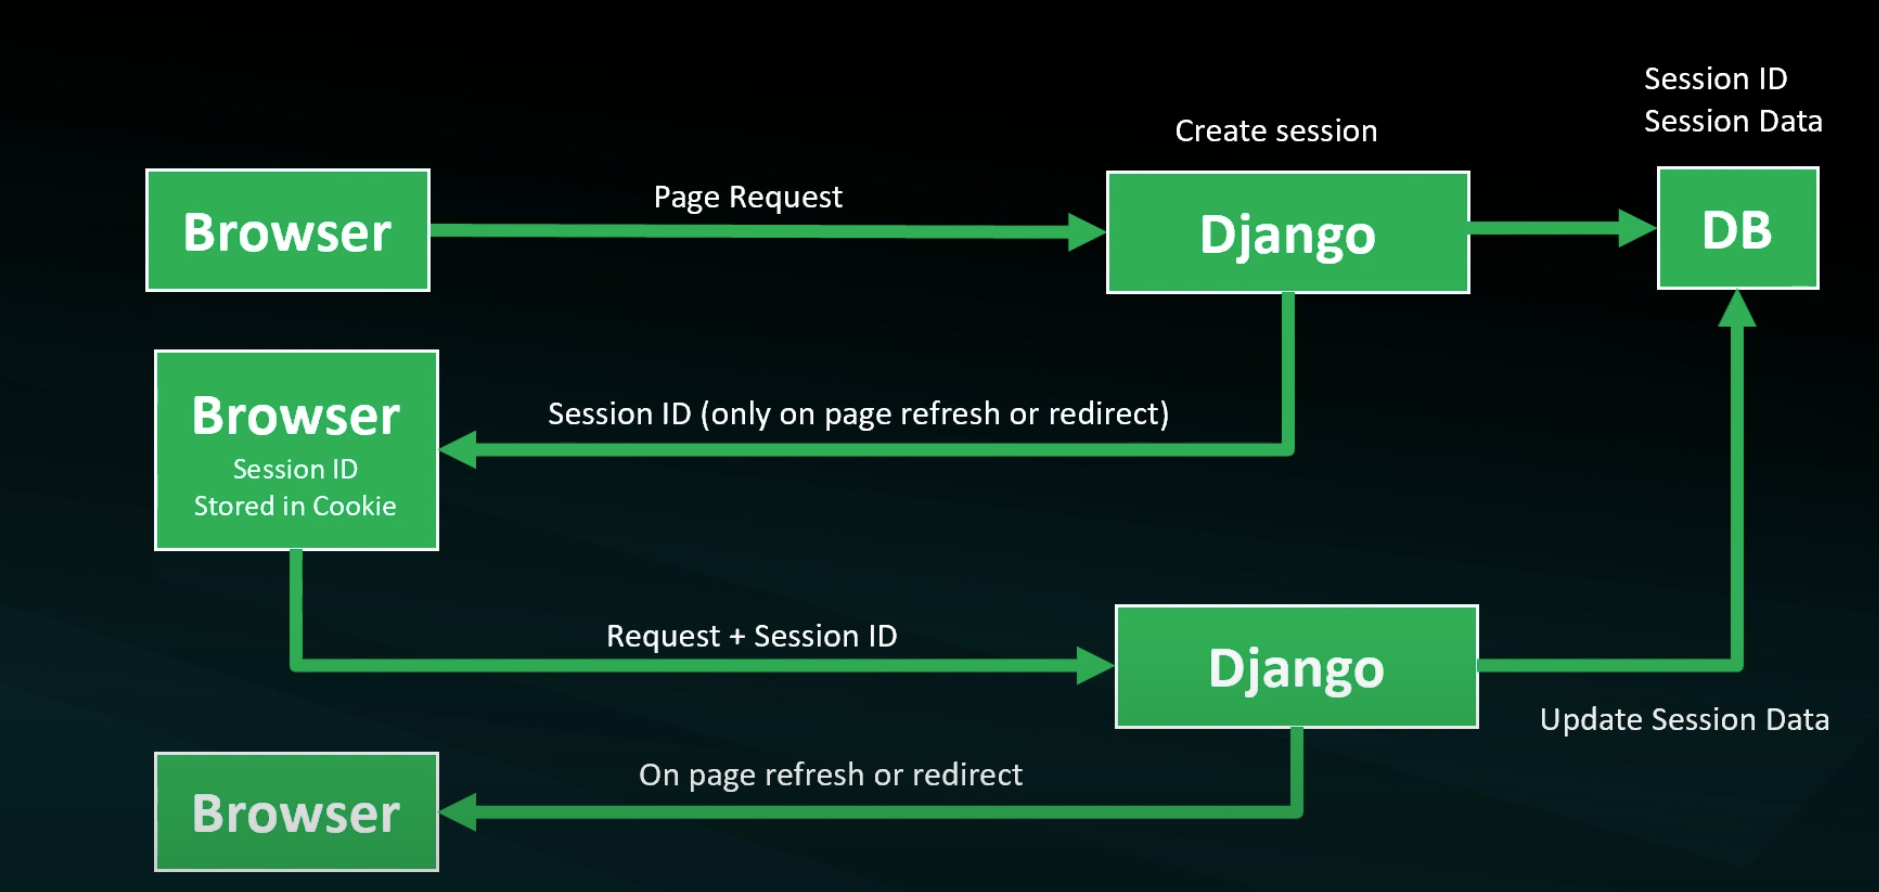 Session ID
Session Data
Create session
Browser
Page Request
Django
DB
Browser
Session ID
Stored in Cookie
Session ID (only on page refresh or redirect)
Request + Session ID
Django
Update Session Data
On page refresh or redirect
Browser